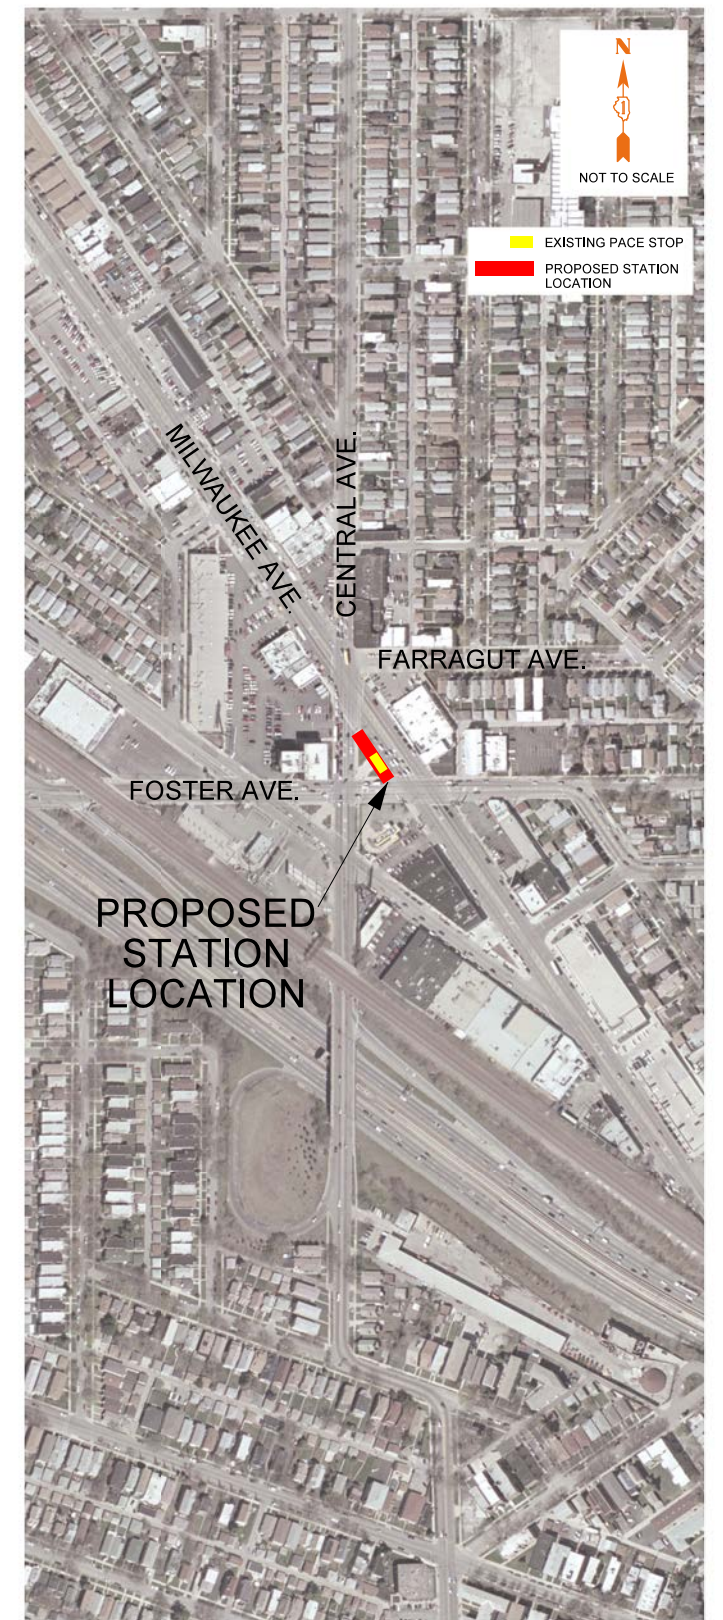 N
1
NOT TO SCALE
EXISTING PACE STOP
PROPOSED STATION
LOCATION
MILWAUKEE AVE.
CENTRAL AVE.
FARRAGUT AVE.
FOSTER AVE.
PROPOSED
STATION
LOCATION